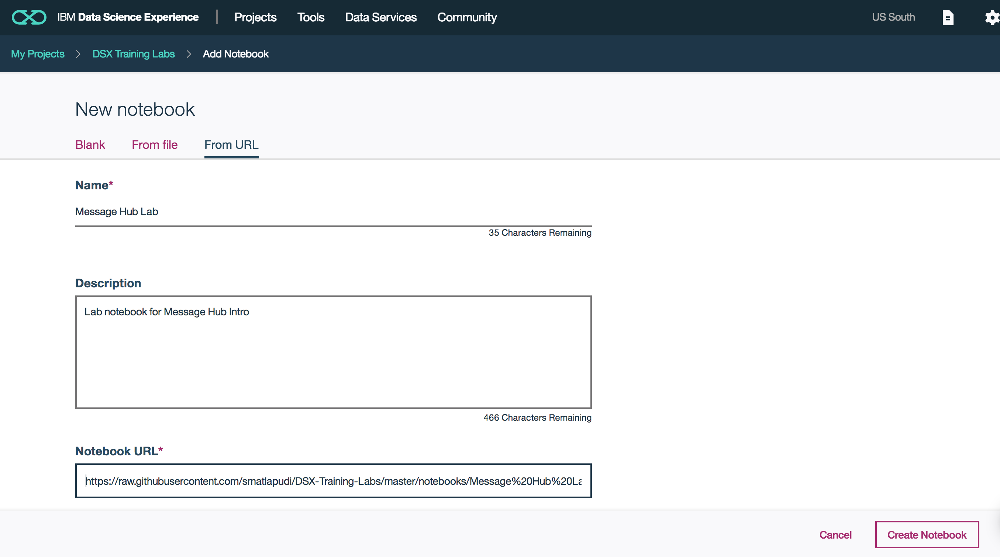 IBM Data Science Experience | Projects Tools Data Services Community US South
My Projects > DSX Training Labs > Add Notebook
New notebook
Blank From file From URL
Name*
Message Hub Lab
35 Characters Remaining
Description
Lab notebook for Message Hub Intro
466 Characters Remaining
Notebook URL*
https://raw.githubusercontent.com/smatlapudi/DSX-Training-Labs/master/notebooks/Message%20Hub%20La
Cancel Create Notebook